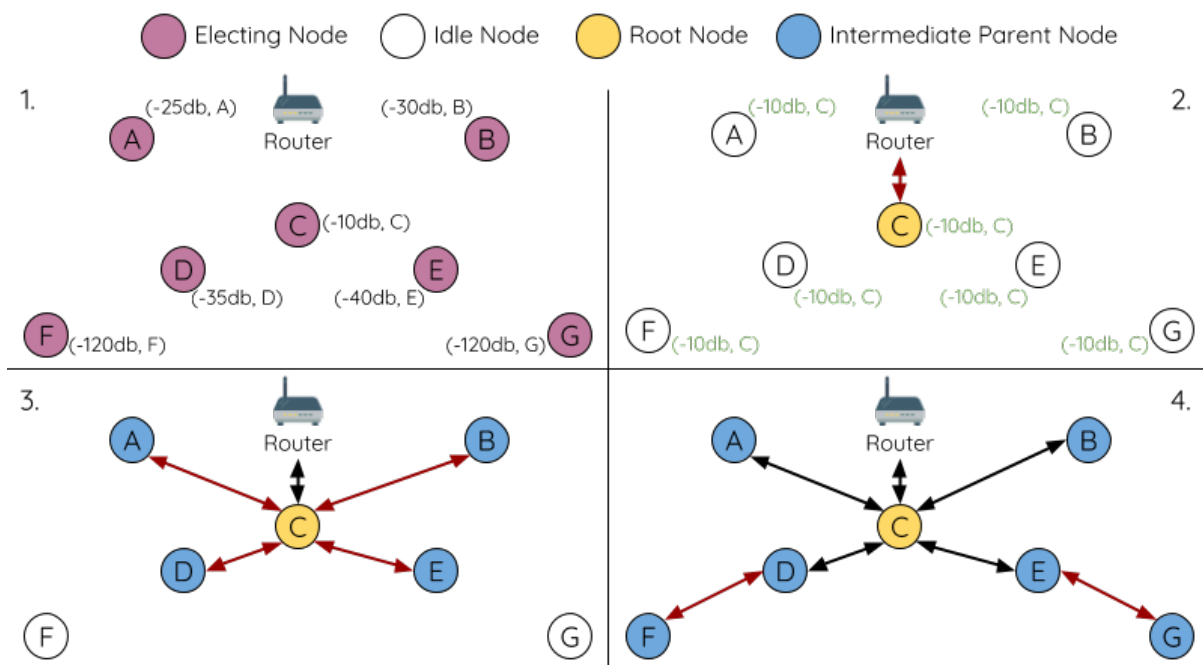 Electing Node Idle Node Root Node Intermediate Parent Node
1.
(-25db, A) (-30db, B)
A Router B
C (-10db, C)
D E
(-35db, D) (-40db, E)
F (-120db, F) (-120db, G) G
2.
(-10db, C) (-10db, C)
A Router B
C (-10db, C)
D E
(-10db, C) (-10db, C)
F (-10db, C) (-10db, C) G
3.
A Router B
C
D E
F G
4.
A Router B
C
D E
F G